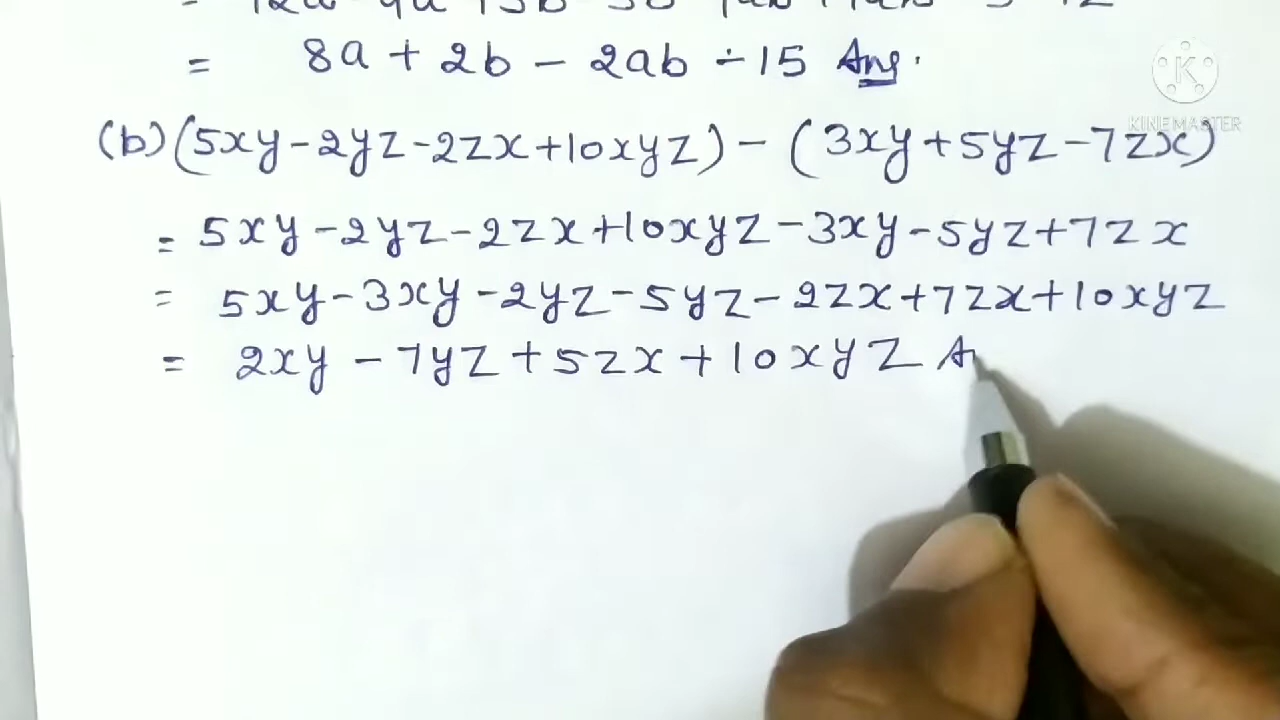 = 8a + 2b - 2ab - 15 Ans.
K
KINEMASTER
(b) (5xy-2yz-2zx+10xyz) - (3xy+5yz-7zx)
= 5xy-2yz-2zx+10xyz-3xy-5yz+7zx
= 5xy-3xy-2yz-5yz-2zx+7zx+10xyz
= 2xy - 7yz + 5zx + 10xyz A